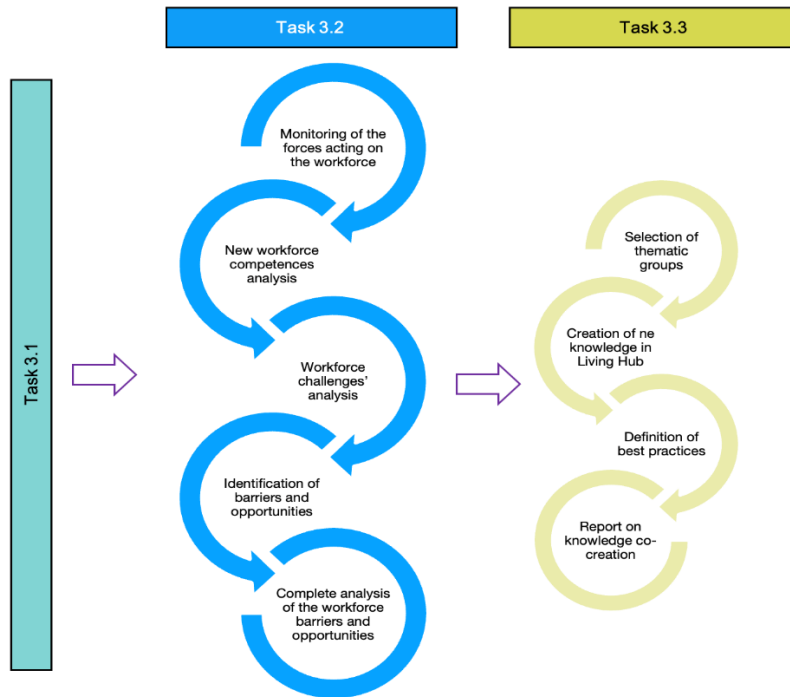 Task 3.2
Task 3.3
Task 3.1
Monitoring of the
forces acting on
the workforce
New workforce
competences
analysis
Workforce
challenges'
analysis
Identification of
barriers and
opportunities
Complete analysis
of the workforce
barriers and
opportunities
Selection of
thematic
groups
Creation of ne
knowledge in
Living Hub
Definition of
best practices
Report on
knowledge co-
creation